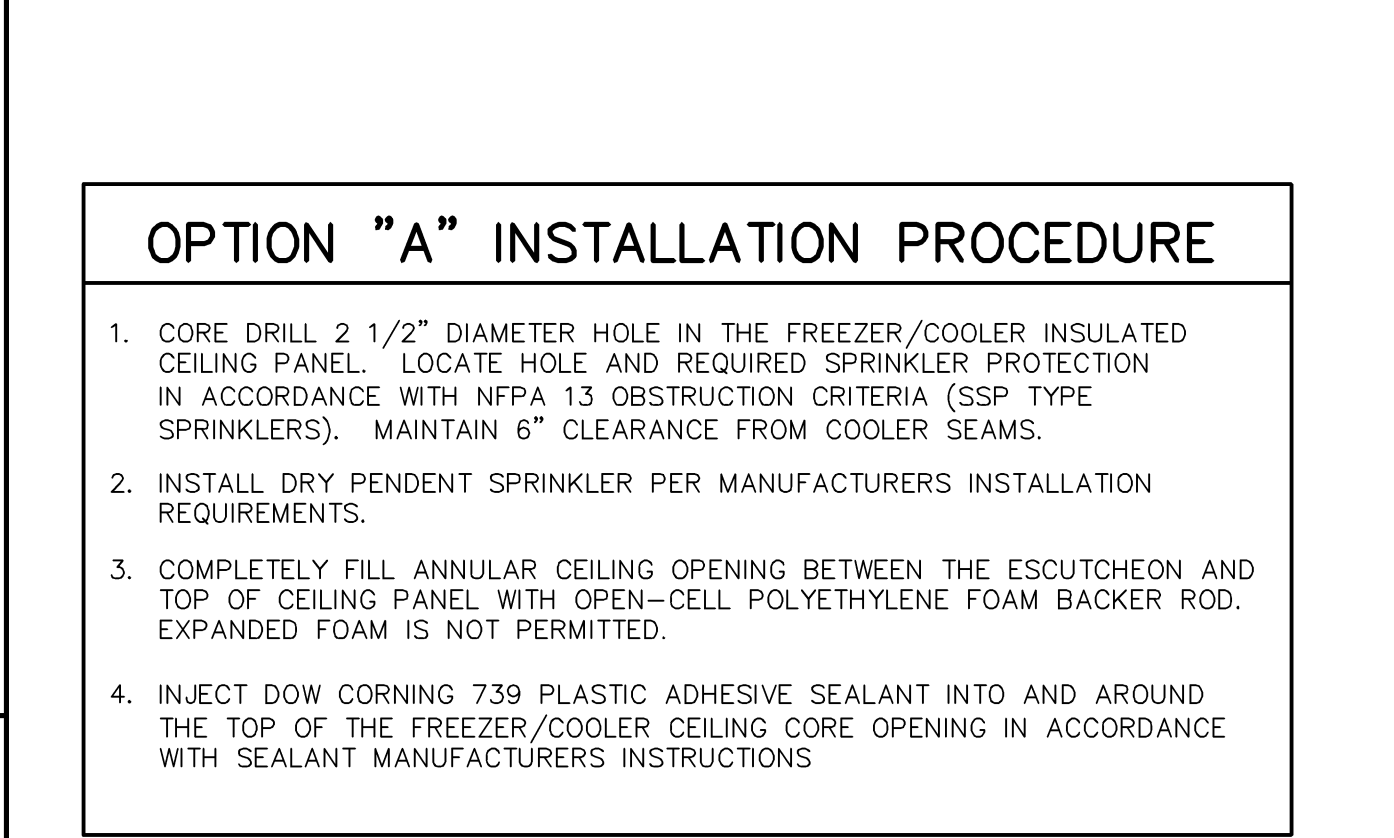 OPTION "A" INSTALLATION PROCEDURE
1. CORE DRILL 2 1/2" DIAMETER HOLE IN THE FREEZER/COOLER INSULATED
CEILING PANEL. LOCATE HOLE AND REQUIRED SPRINKLER PROTECTION
IN ACCORDANCE WITH NFPA 13 OBSTRUCTION CRITERIA (SSP TYPE
SPRINKLERS). MAINTAIN 6" CLEARANCE FROM COOLER SEAMS.
2. INSTALL DRY PENDENT SPRINKLER PER MANUFACTURERS INSTALLATION
REQUIREMENTS.
3. COMPLETELY FILL ANNULAR CEILING OPENING BETWEEN THE ESCUTCHEON AND
TOP OF CEILING PANEL WITH OPEN-CELL POLYETHYLENE FOAM BACKER ROD.
EXPANDED FOAM IS NOT PERMITTED.
4. INJECT DOW CORNING 739 PLASTIC ADHESIVE SEALANT INTO AND AROUND
THE TOP OF THE FREEZER/COOLER CEILING CORE OPENING IN ACCORDANCE
WITH SEALANT MANUFACTURERS INSTRUCTIONS